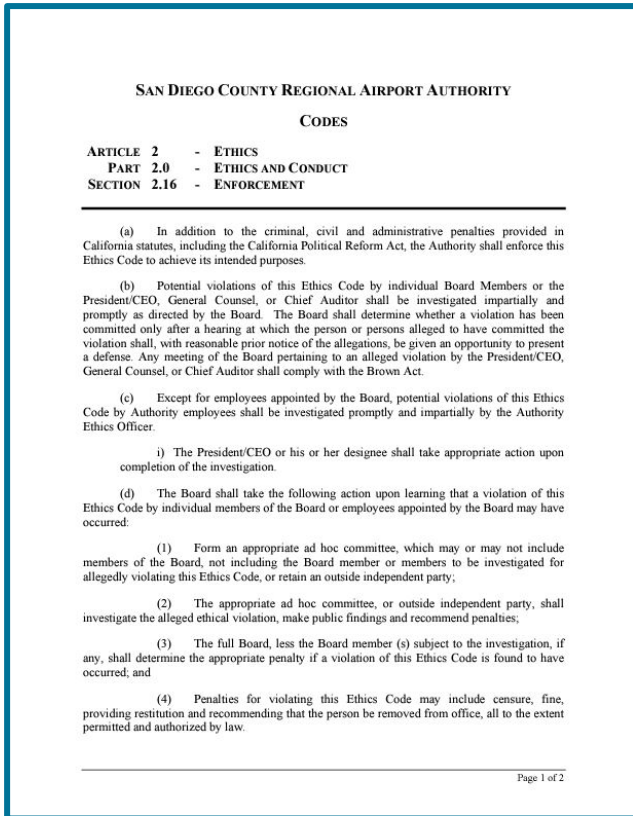 SAN DIEGO COUNTY REGIONAL AIRPORT AUTHORITY
CODES
ARTICLE 2 - ETHICS
PART 2.0 - ETHICS AND CONDUCT
SECTION 2.16 - ENFORCEMENT
(a) In addition to the criminal, civil and administrative penalties provided in
California statutes, including the California Political Reform Act, the Authority shall enforce this
Ethics Code to achieve its intended purposes.
(b) Potential violations of this Ethics Code by individual Board Members or the
President/CEO, General Counsel, or Chief Auditor shall be investigated impartially and
promptly as directed by the Board. The Board shall determine whether a violation has been
committed only after a hearing at which the person or persons alleged to have committed the
violation shall, with reasonable prior notice of the allegations, be given an opportunity to present
a defense. Any meeting of the Board pertaining to an alleged violation by the President/CEO,
General Counsel, or Chief Auditor shall comply with the Brown Act.
(c) Except for employees appointed by the Board, potential violations of this Ethics
Code by Authority employees shall be investigated promptly and impartially by the Authority
Ethics Officer.
i) The President/CEO or his or her designee shall take appropriate action upon
completion of the investigation.
(d) The Board shall take the following action upon learning that a violation of this
Ethics Code by individual members of the Board or employees appointed by the Board may have
occurred:
(1) Form an appropriate ad hoc committee, which may or may not include
members of the Board, not including the Board member or members to be investigated for
allegedly violating this Ethics Code, or retain an outside independent party;
(2) The appropriate ad hoc committee, or outside independent party, shall
investigate the alleged ethical violation, make public findings and recommend penalties;
(3) The full Board, less the Board member (s) subject to the investigation, if
any, shall determine the appropriate penalty if a violation of this Ethics Code is found to have
occurred; and
(4) Penalties for violating this Ethics Code may include censure, fine,
providing restitution and recommending that the person be removed from office, all to the extent
permitted and authorized by law.
Page 1 of 2